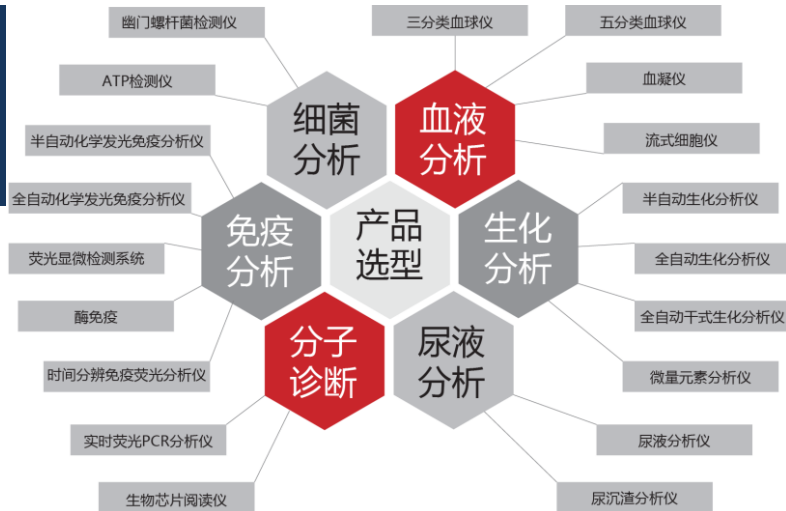 幽门螺杆菌检测仪
三分类血球仪
五分类血球仪
ATP检测仪
血凝仪
半自动化学发光免疫分析仪
流式细胞仪
全自动化学发光免疫分析仪
半自动生化分析仪
荧光显微检测系统
全自动生化分析仪
酶免疫
全自动干式生化分析仪
时间分辨免疫荧光分析仪
微量元素分析仪
实时荧光PCR分析仪
尿液分析仪
生物芯片阅读仪
尿沉渣分析仪
细菌
分析
血液
分析
免疫
分析
产品
选型
生化
分析
分子
诊断
尿液
分析